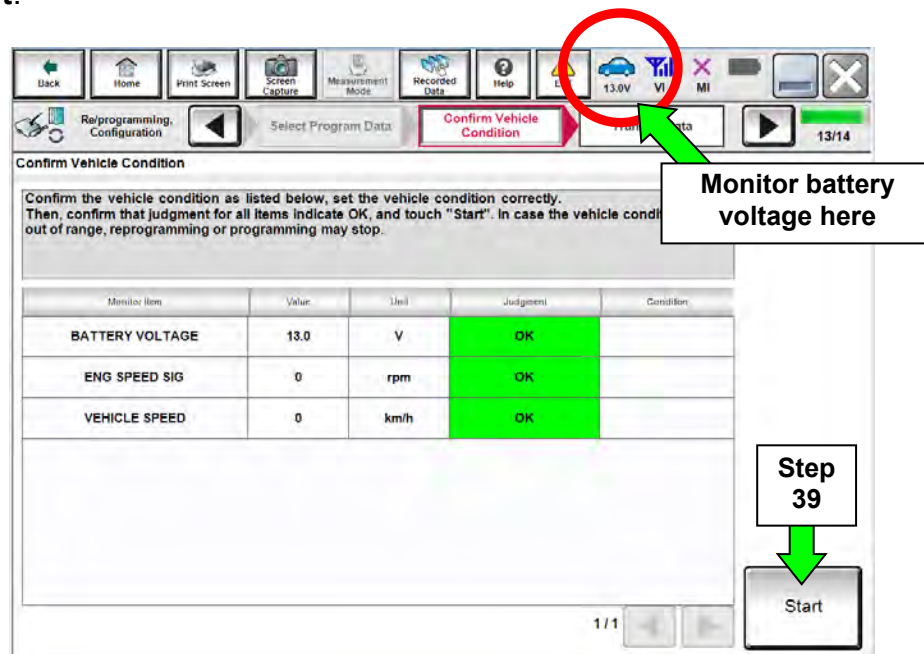 t.
Back
Home
Print Screen
Screen
Capture
Measurement
Mode
Recorded
Data
Help
13.0V
VI
MI
Re/programming,
Configuration
Select Program Data
Confirm Vehicle
Condition
13/14
Confirm Vehicle Condition
Monitor battery
voltage here
Confirm the vehicle condition as listed below, set the vehicle condition correctly.
Then, confirm that judgment for all items indicate OK, and touch "Start". In case the vehicle condi
out of range, reprogramming or programming may stop.
Monitor Item Value Unit Judgment Condition
BATTERY VOLTAGE 13.0 V OK
ENG SPEED SIG 0 rpm OK
VEHICLE SPEED 0 km/h OK
Step
39
Start
1/1